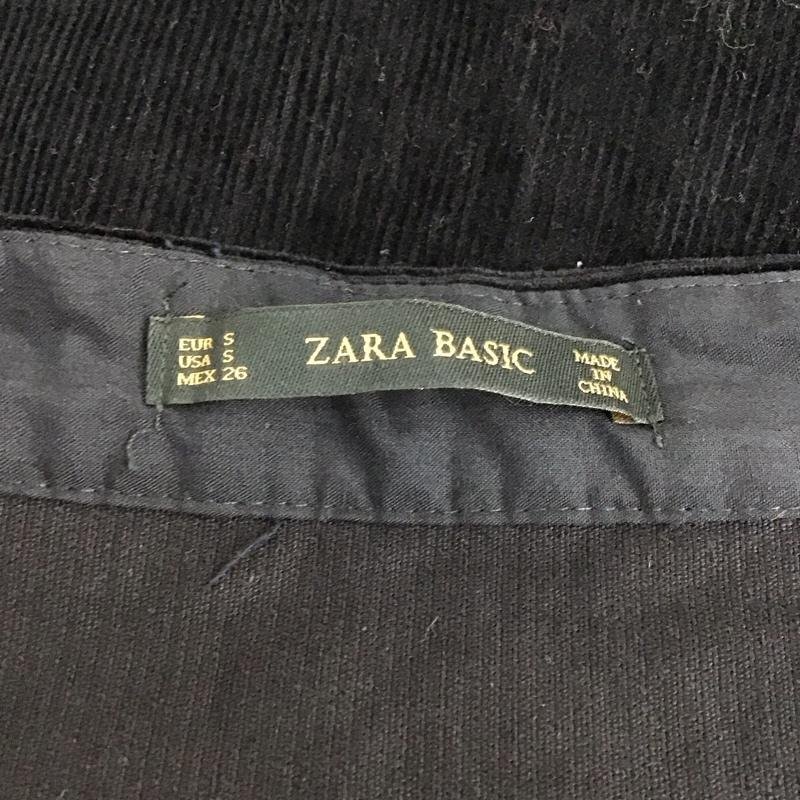 EUR S
USA S
MEX 26
ZARA BASIC
MADE
IN
CHINA